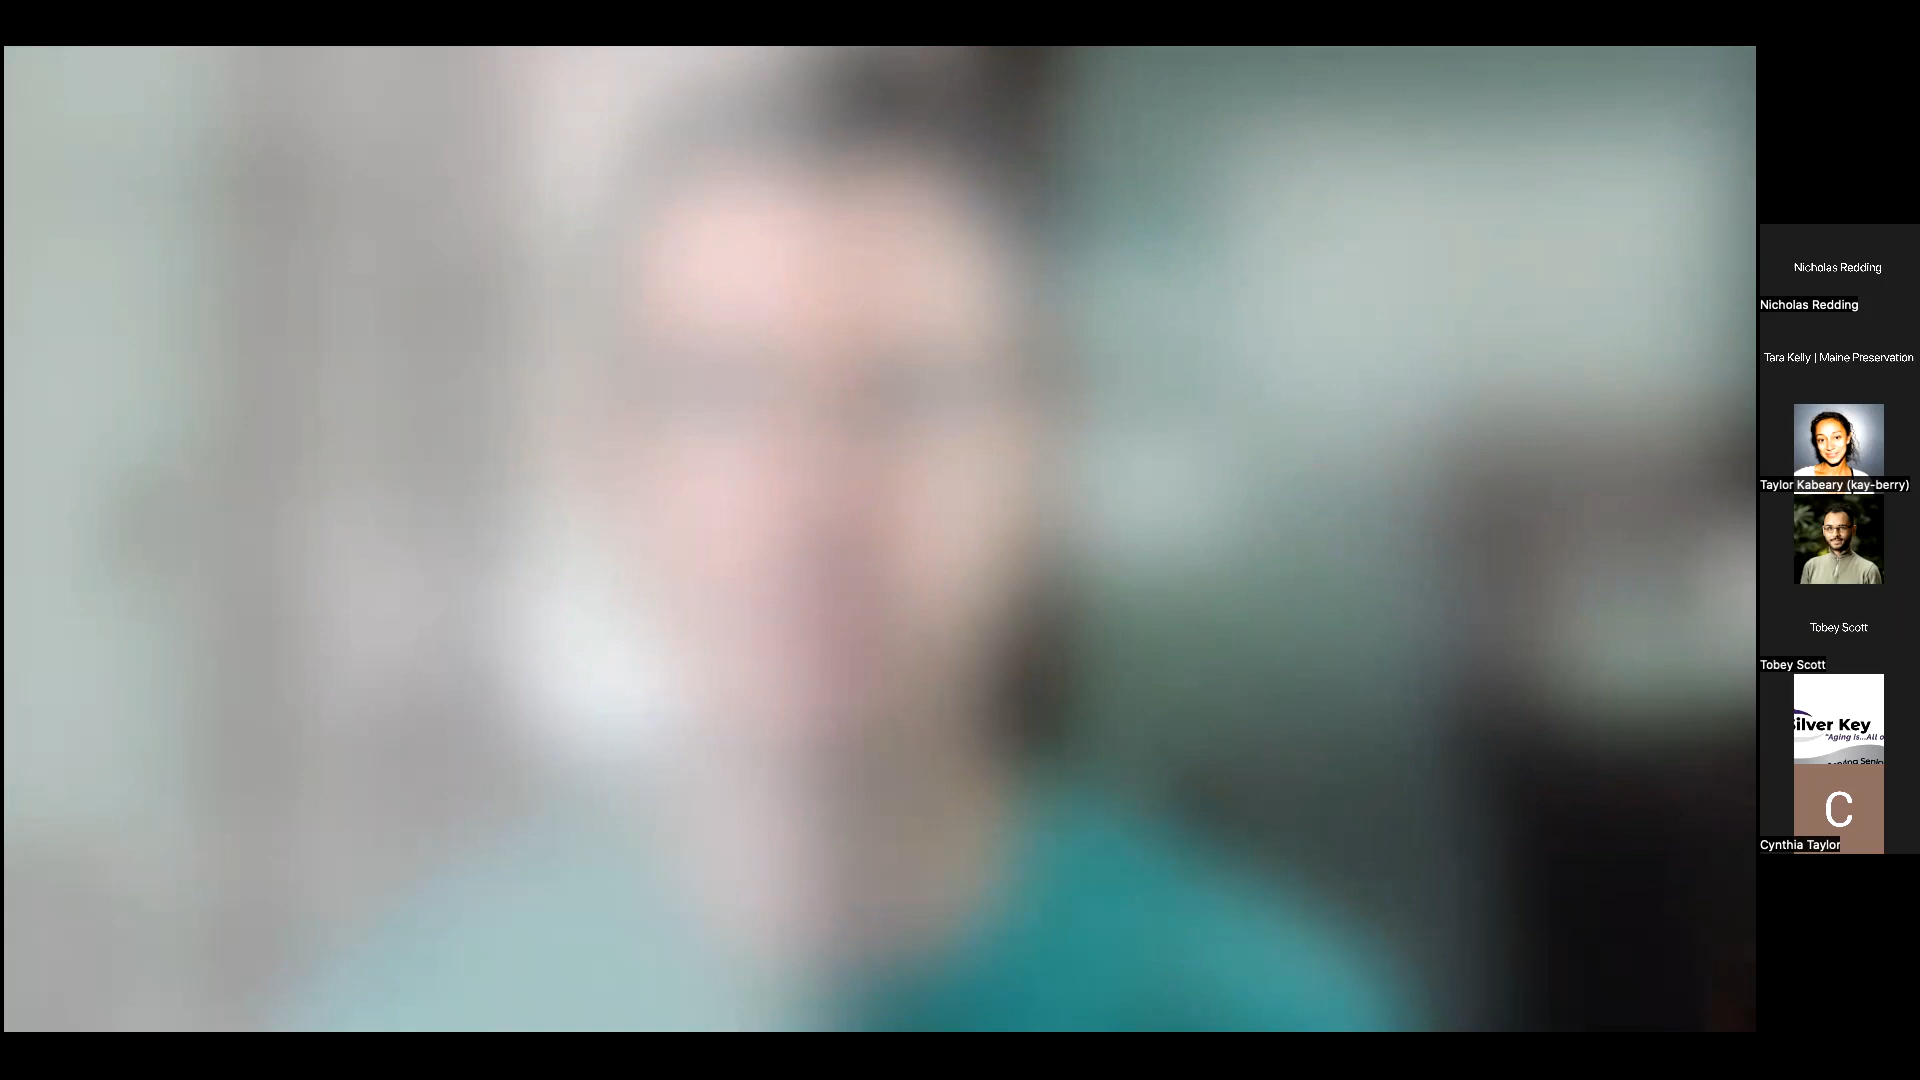 Nicholas Redding
Nicholas Redding
Tara Kelly | Maine Preservation
Taylor Kabeary (kay-berry)
Tobey Scott
Tobey Scott
Silver Key
"Aging is...All o
C
Cynthia Taylor